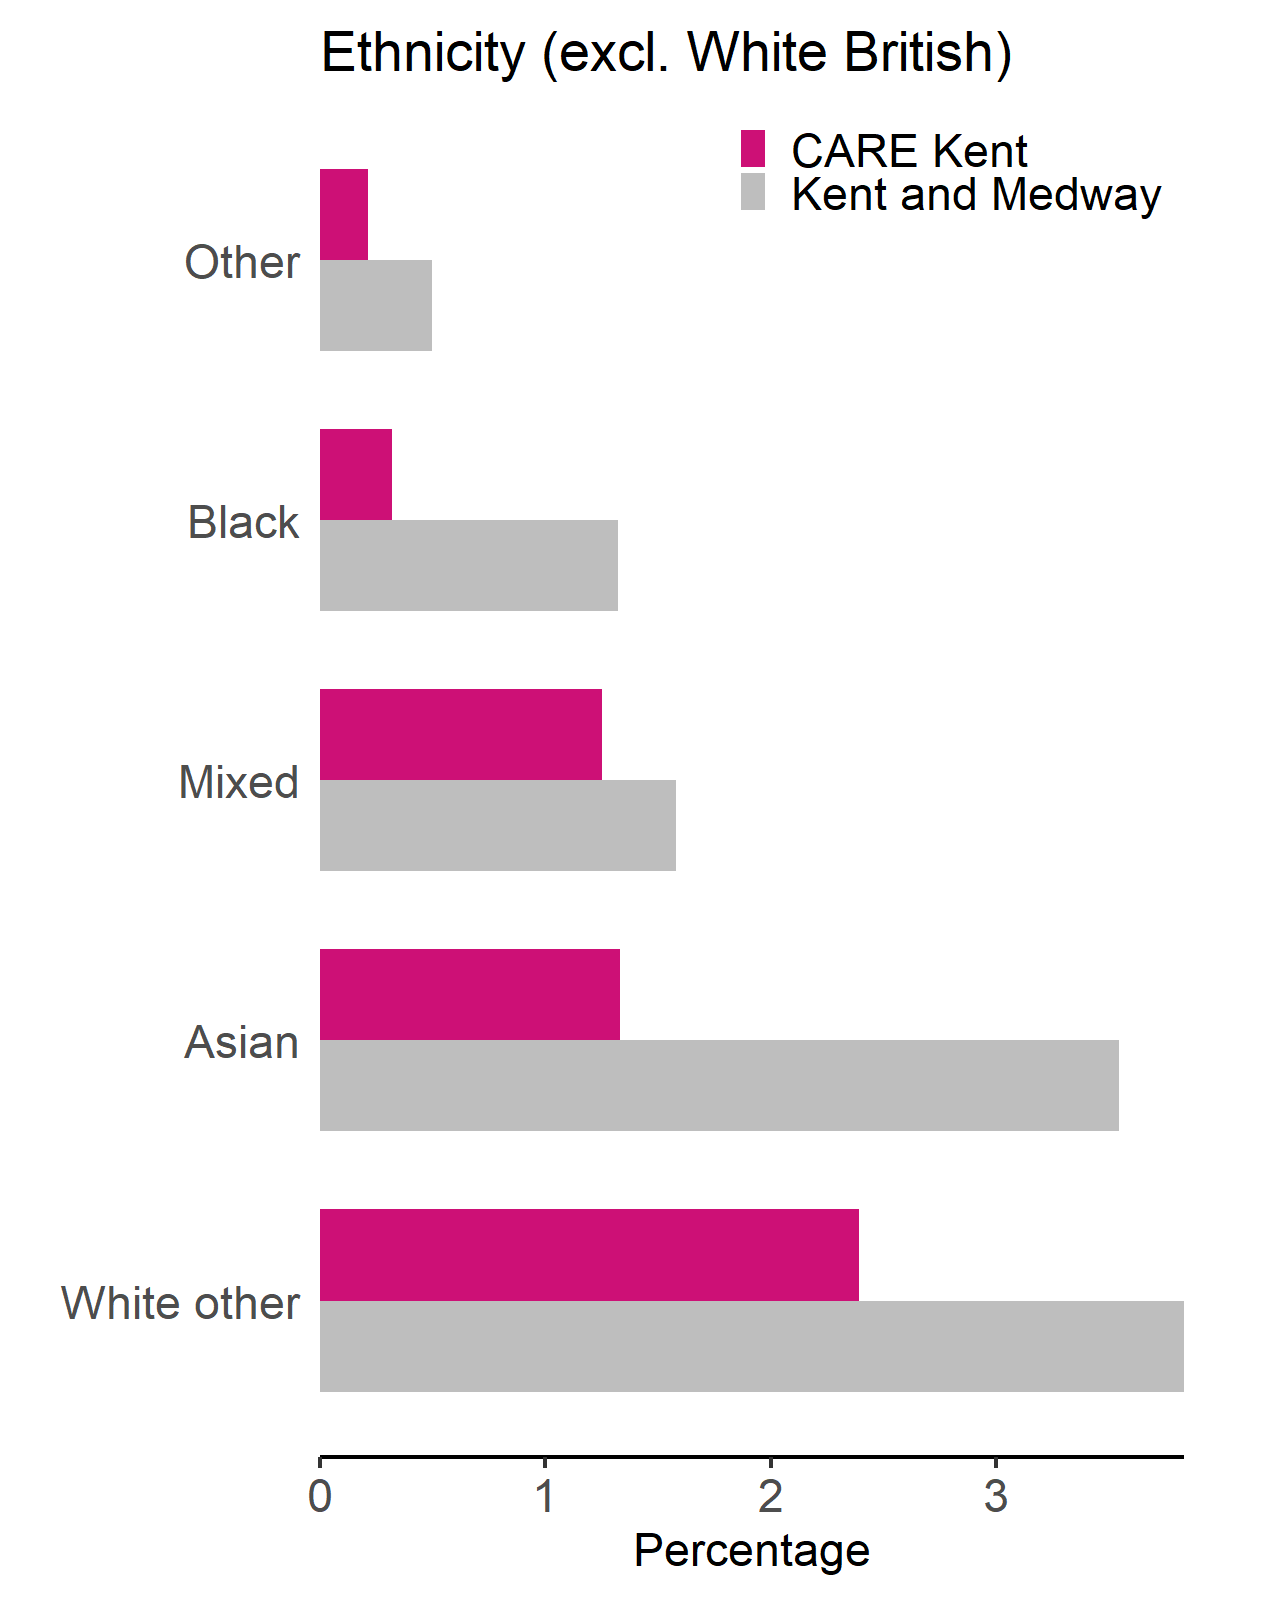 Ethnicity (excl. White British)
CARE Kent
Kent and Medway
Other
Black
Mixed
Asian
White other
0 1 2 3
Percentage